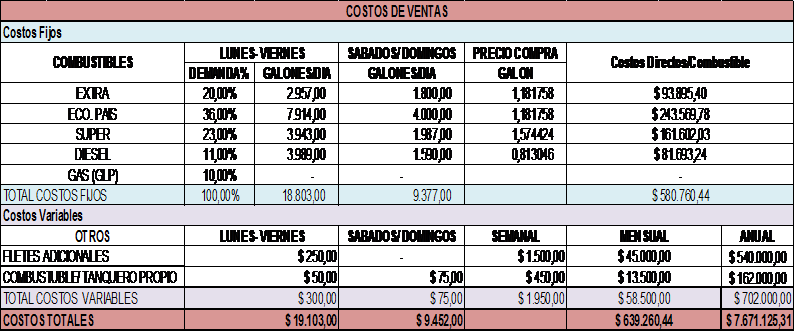 COSTOS DE VENTAS
Costos Fijos
COMBUSTIBLES LUNES-VIERNES SABADOS/DOMINGOS PRECIO COMPRA Costos Directos/Combustible
DEMANDA% GALONES/DIA GALONES/DIA GALON
EXTRA 20,00% 2.957,00 1.800,00 1,181758 $ 93.895,40
ECO. PAIS 36,00% 7.914,00 4.000,00 1,181758 $ 243.569,78
SUPER 23,00% 3.943,00 1.987,00 1,574424 $ 161.602,03
DIESEL 11,00% 3.989,00 1.590,00 0,813046 $ 81.693,24
GAS (GLP) 10,00% - - -
TOTAL COSTOS FIJOS 100,00% 18.803,00 9.377,00 $ 580.760,44
Costos Variables
OTROS LUNES-VIERNES SABADOS/DOMINGOS SEMANAL MENSUAL ANUAL
FLETES ADICIONALES $ 250,00 - $ 1.500,00 $ 45.000,00 $ 540.000,00
COMBUSTUBLE/ TANQUERO PROPIO $ 50,00 $ 75,00 $ 450,00 $ 13.500,00 $ 162.000,00
TOTAL COSTOS VARIABLES $ 300,00 $ 75,00 $ 1.950,00 $ 58.500,00 $ 702.000,00
COSTOS TOTALES $ 19.103,00 $ 9.452,00 $ 639.260,44 $ 7.671.125,31